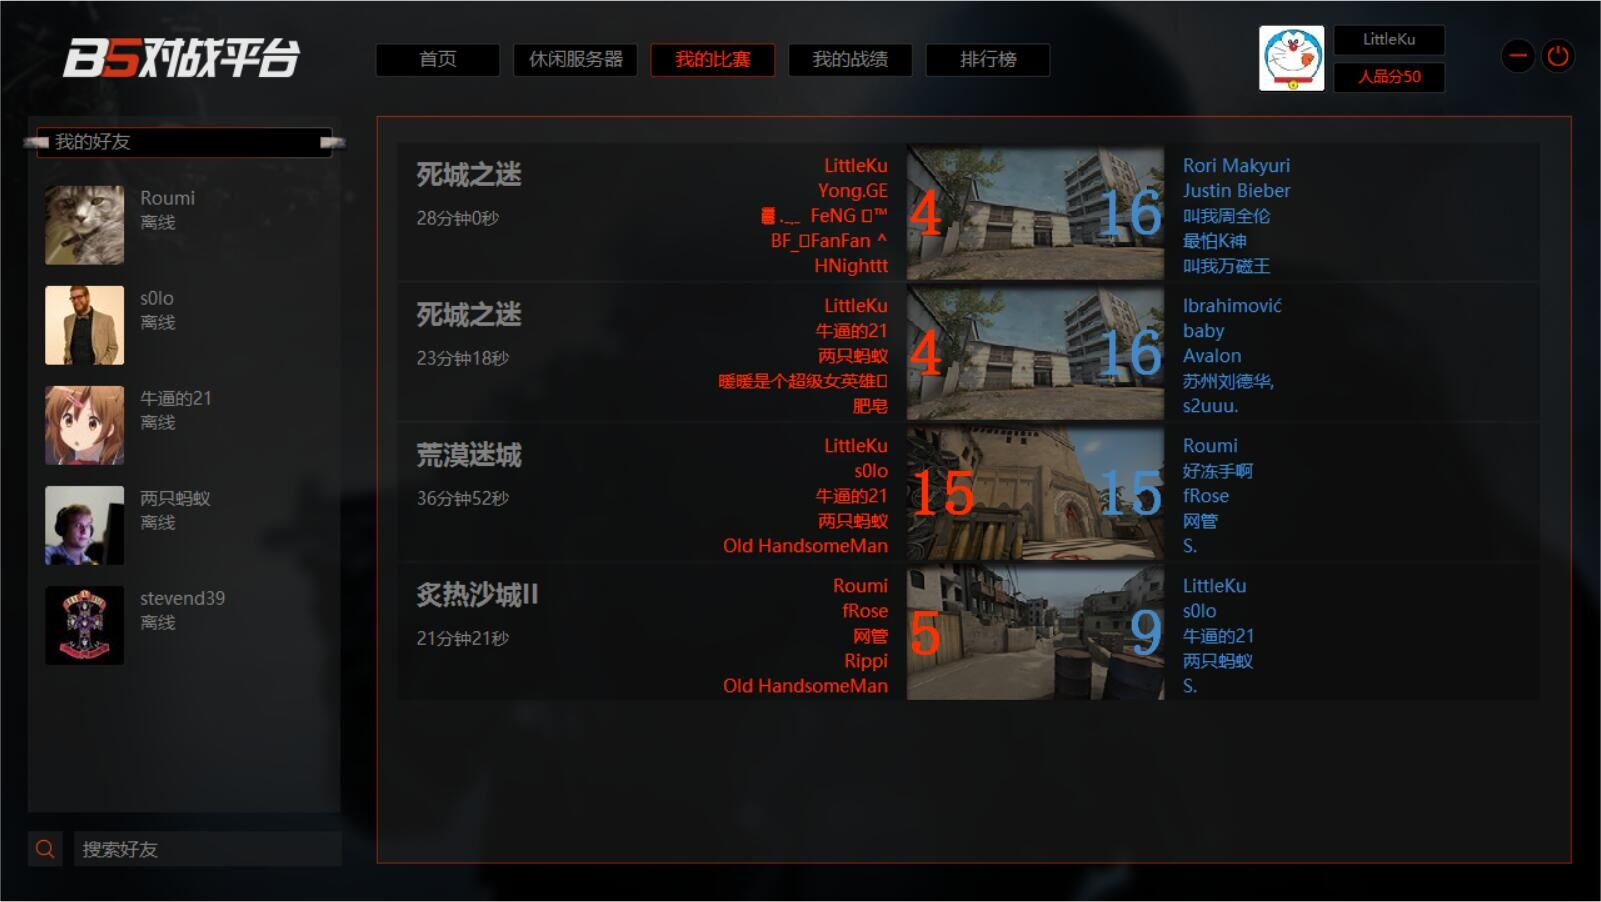 B5对战平台
首页
休闲服务器
我的比赛
我的战绩
排行榜
LittleKu
人品分50
我的好友
Roumi
离线
s0lo
离线
牛逼的21
离线
两只蚂蚁
离线
stevend39
离线
搜索好友
死城之迷
28分钟0秒
LittleKu
Yong.GE
FeNG □™
BF_□FanFan ^
HNighttt
4
16
Rori Makyuri
Justin Bieber
叫我周全伦
最怕K神
叫我万磁王
死城之迷
23分钟18秒
LittleKu
牛逼的21
两只蚂蚁
暖暖是个超级女英雄□
肥皂
4
16
Ibrahimović
baby
Avalon
苏州刘德华,
s2uuu.
荒漠迷城
36分钟52秒
LittleKu
s0lo
牛逼的21
两只蚂蚁
Old HandsomeMan
15
15
Roumi
好冻手啊
fRose
网管
S.
炙热沙城II
21分钟21秒
Roumi
fRose
网管
Rippi
Old HandsomeMan
5
9
LittleKu
s0lo
牛逼的21
两只蚂蚁
S.